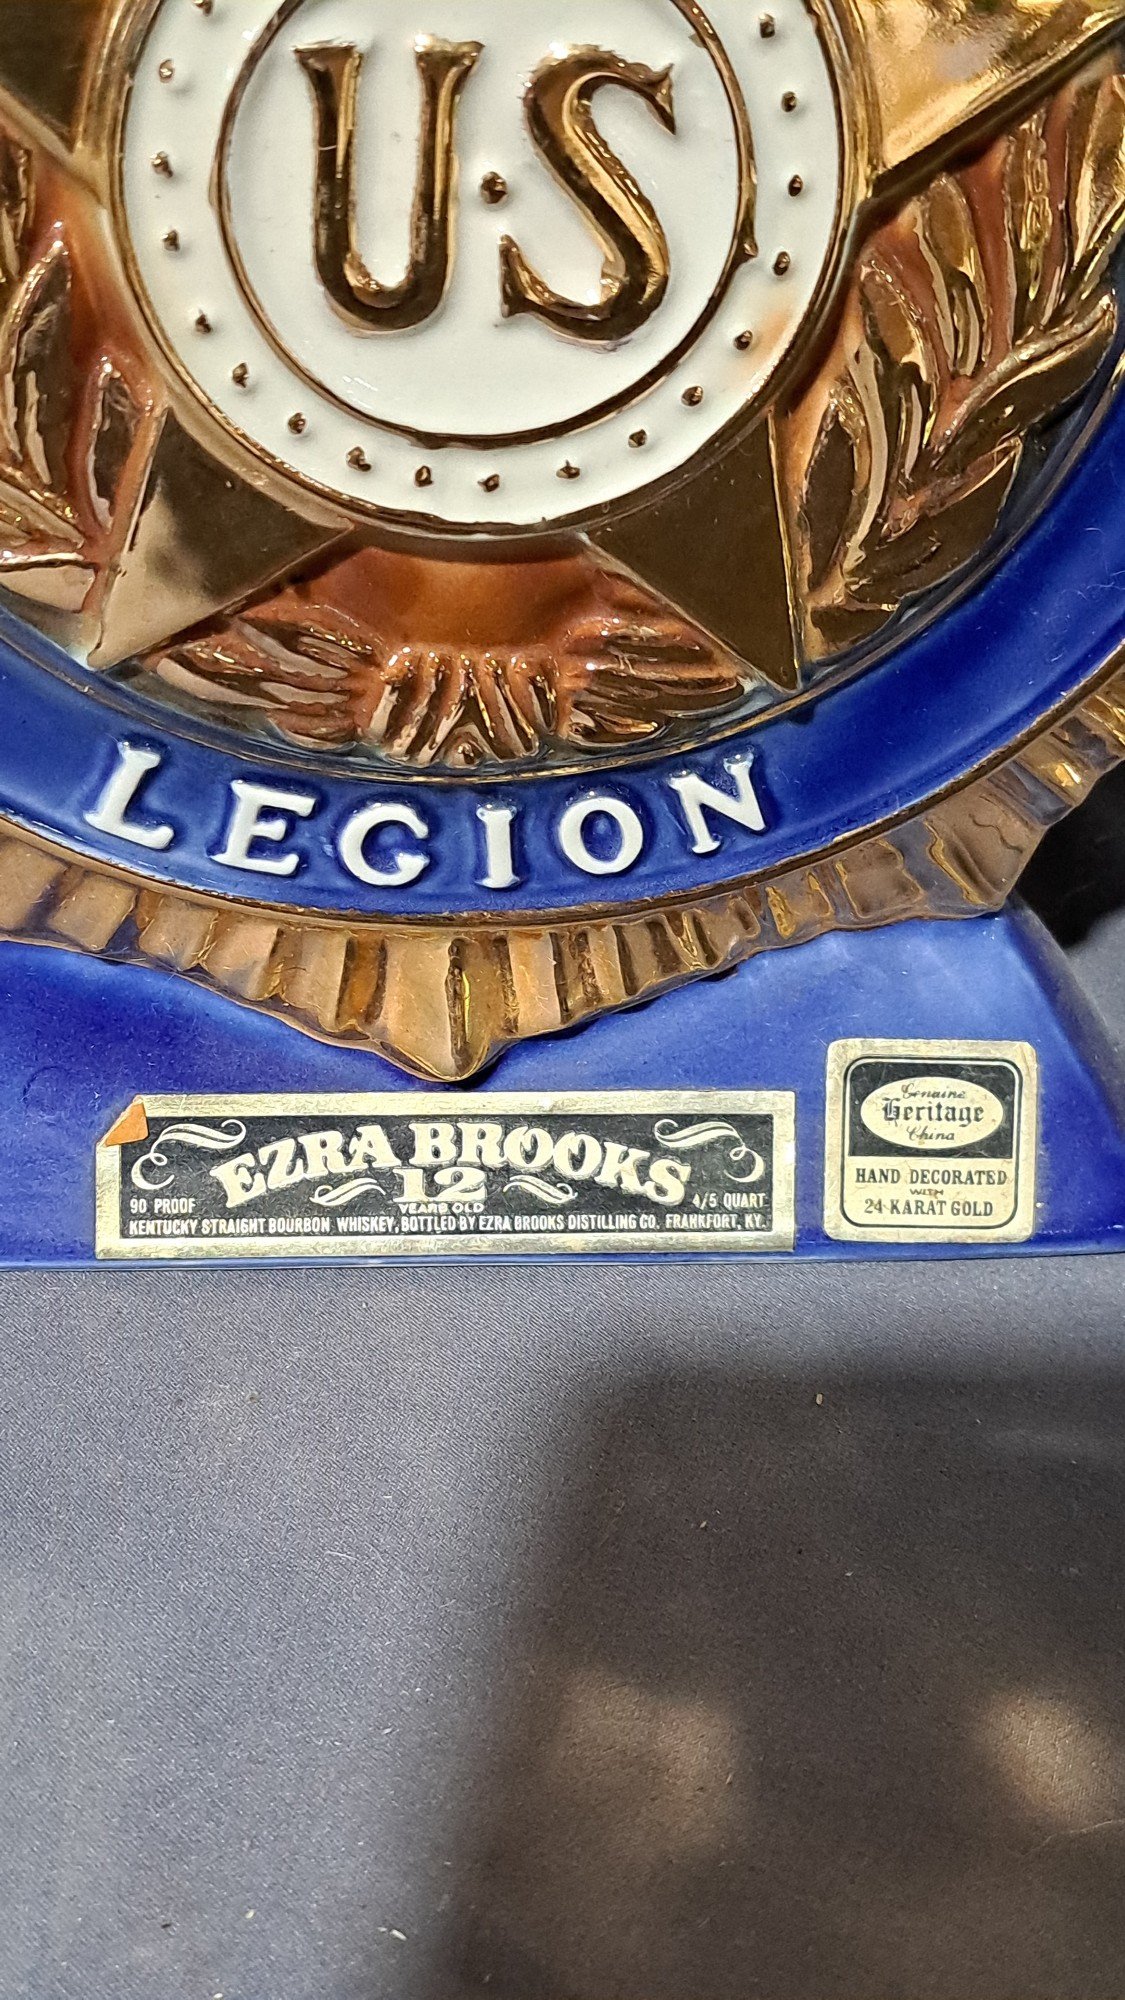 U.S
LEGION
EZRA BROOKS
12
YEARS OLD
90 PROOF
4/5 QUART
KENTUCKY STRAIGHT BOURBON WHISKEY, BOTTLED BY EZRA BROOKS DISTILLING CO. FRANKFORT, KY.
Genuine
Heritage
China
HAND DECORATED
WITH
24 KARAT GOLD